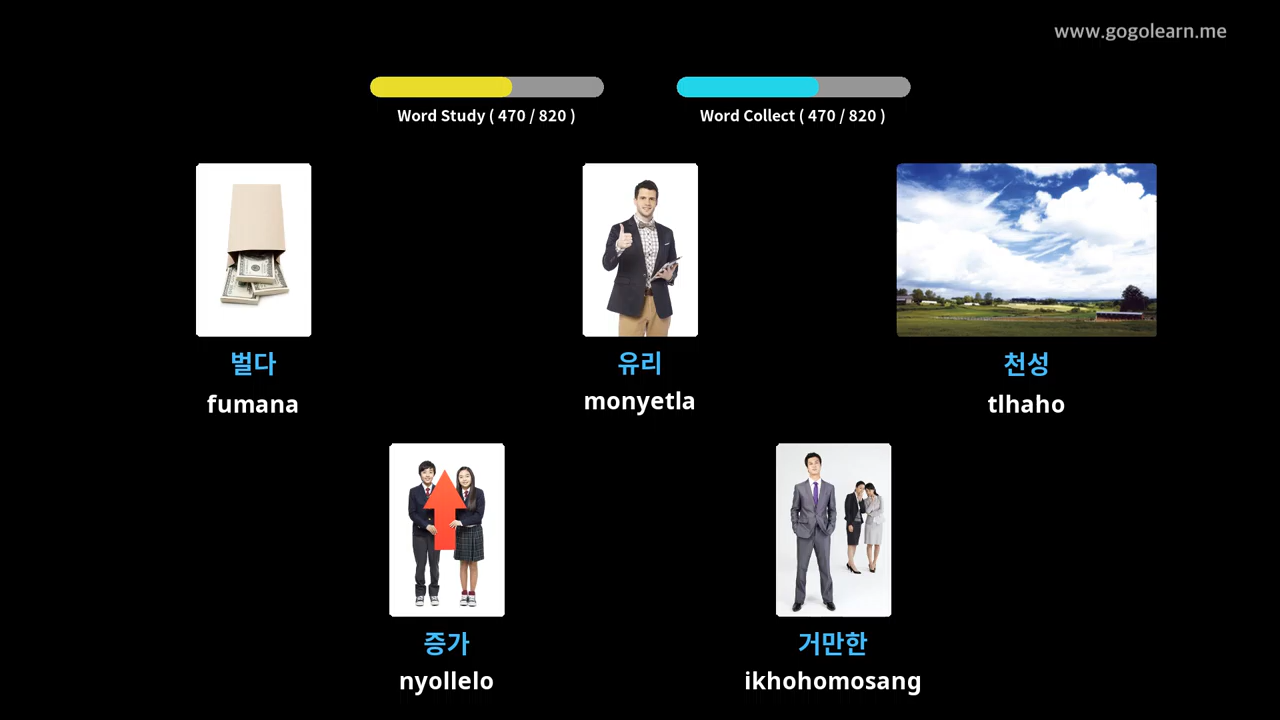 www.gogolearn.me
Word Study ( 470 / 820 )
Word Collect ( 470 / 820 )
벌다
fumana
유리
monyetla
천성
tlhaho
증가
nyollelo
거만한
ikhohomosang